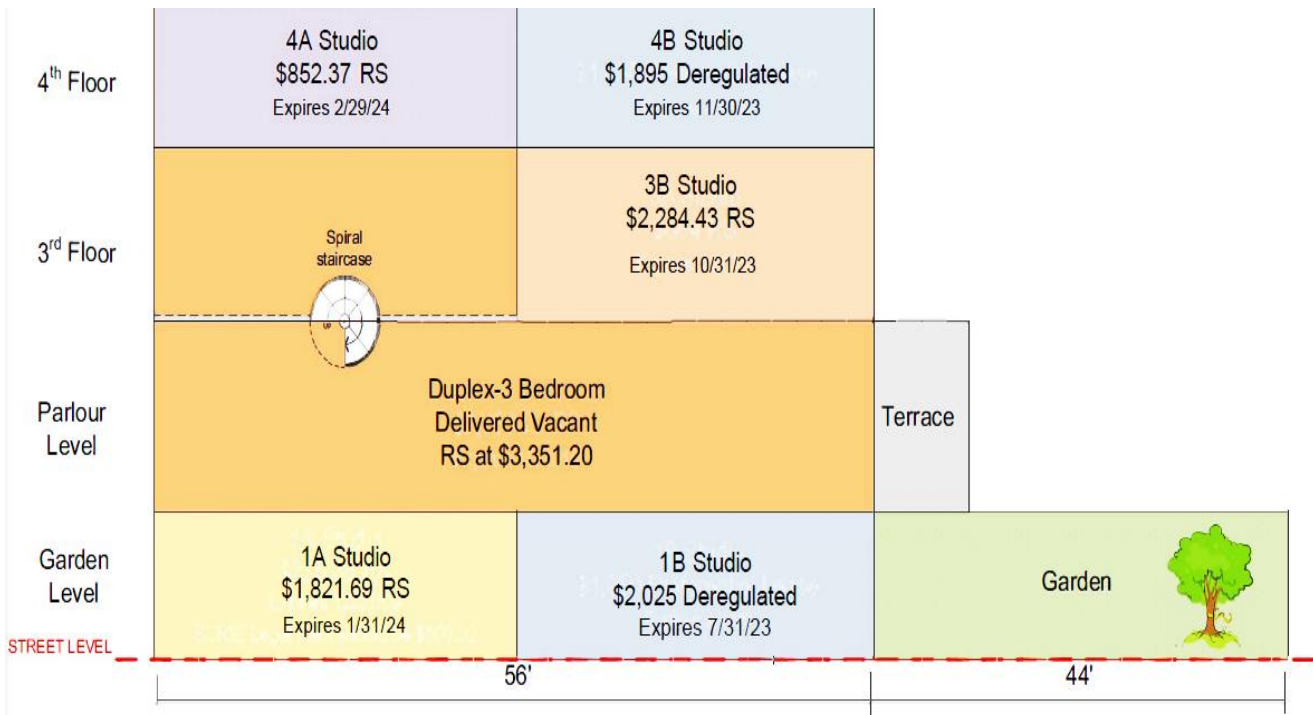 4th Floor
4A Studio
$852.37 RS
Expires 2/29/24
4B Studio
$1,895 Deregulated
Expires 11/30/23
3rd Floor
Spiral
staircase
UP
3B Studio
$2,284.43 RS
Expires 10/31/23
Parlour
Level
Duplex-3 Bedroom
Delivered Vacant
RS at $3,351.20
Terrace
Garden
Level
1A Studio
$1,821.69 RS
Expires 1/31/24
1B Studio
$2,025 Deregulated
Expires 7/31/23
Garden
STREET LEVEL
56'
44'